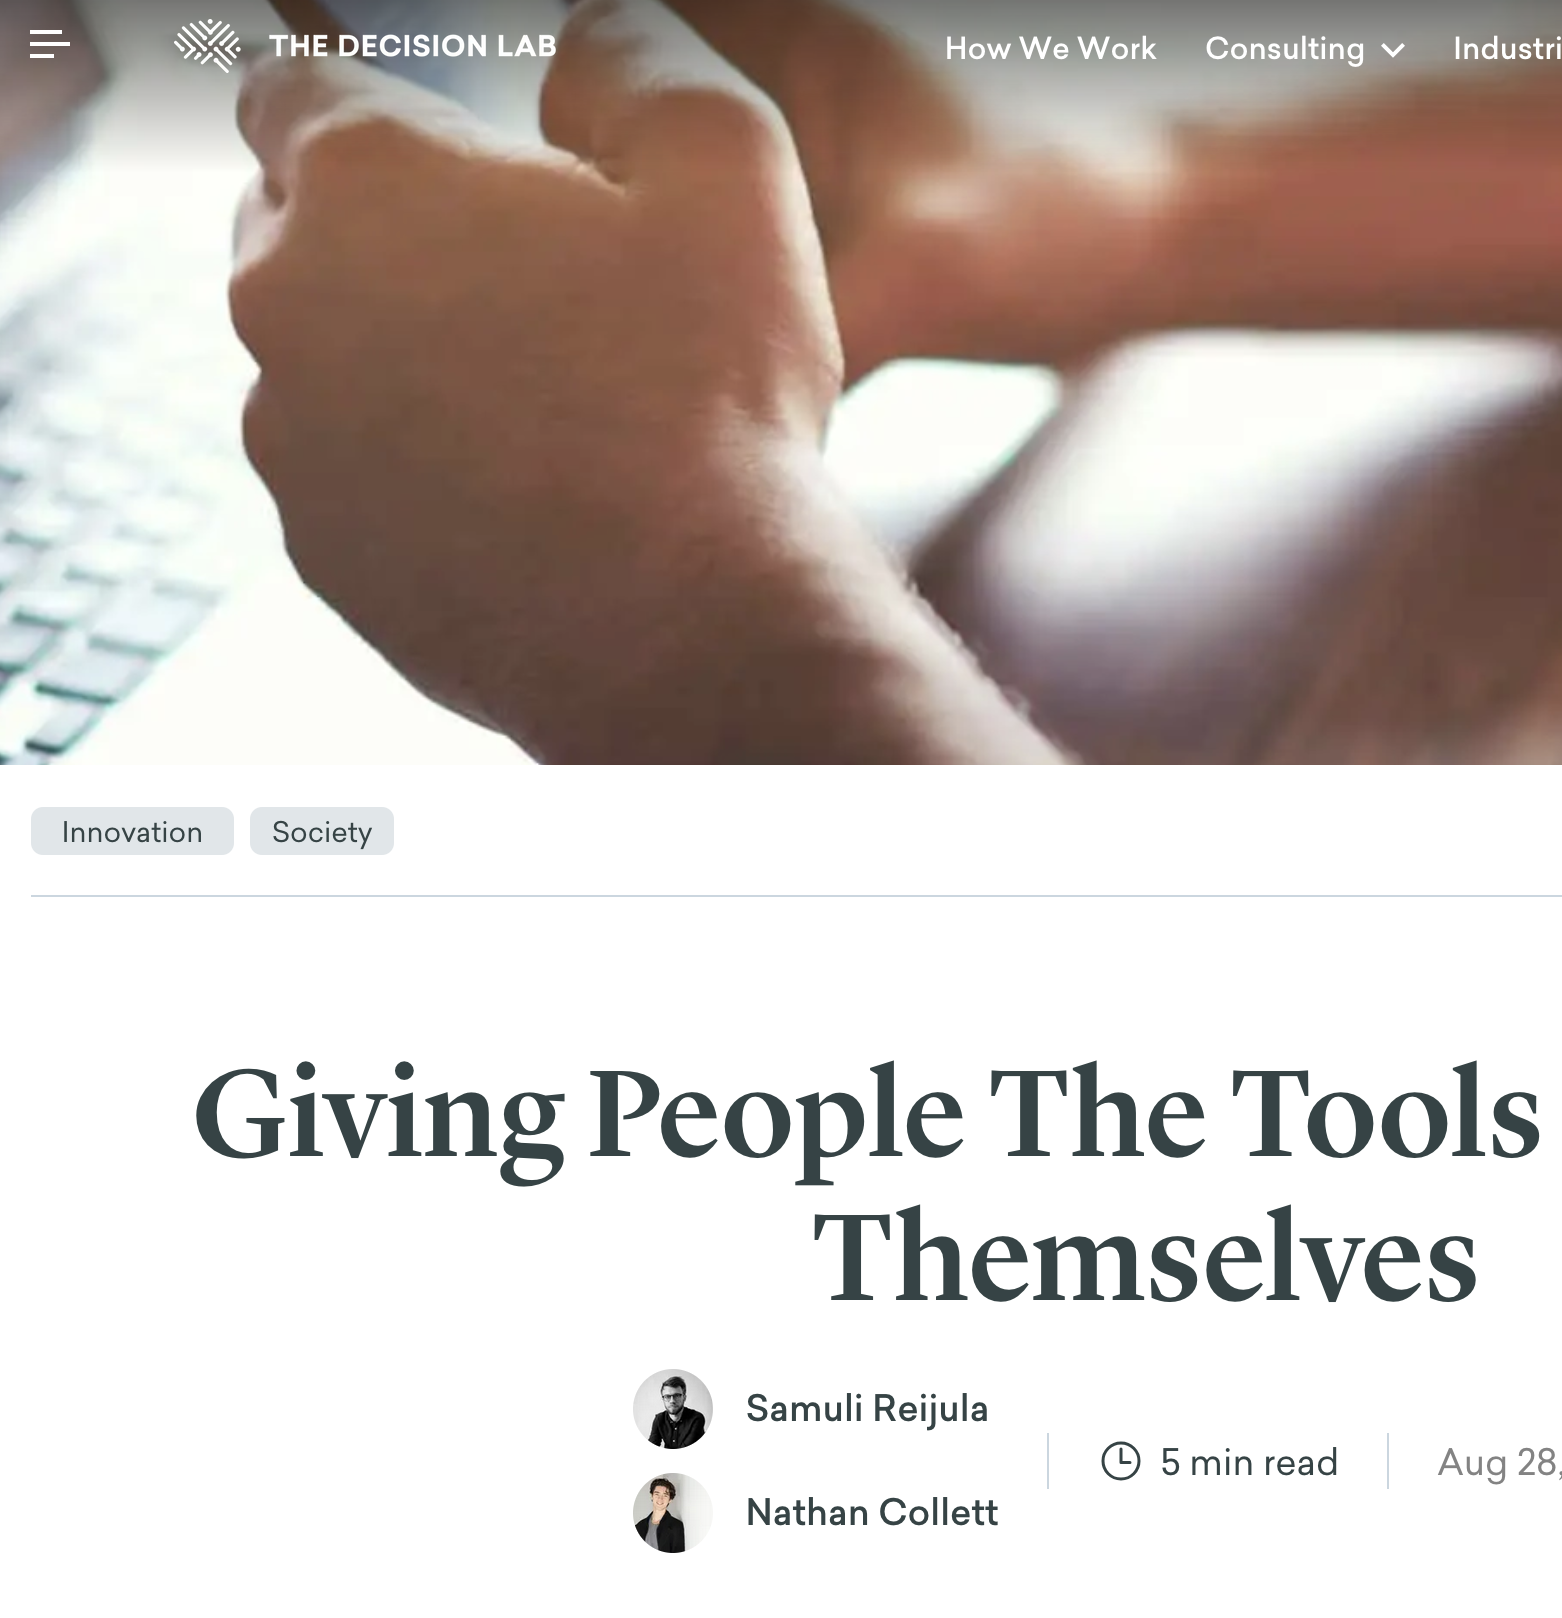 THE DECISION LAB
How We Work
Consulting
Industri
Innovation
Society
Giving People The Tools
Themselves
Samuli Reijula
Nathan Collett
5 min read
Aug 28,